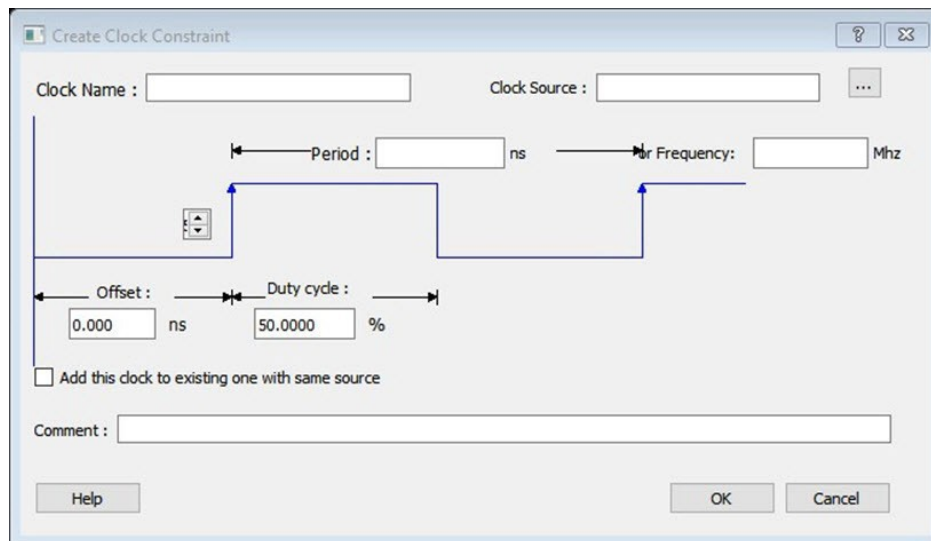 Create Clock Constraint
Clock Name : Clock Source : ...
Period : ns or Frequency: Mhz
Offset : Duty cycle :
0.000 ns 50.0000 %
Add this clock to existing one with same source
Comment :
Help OK Cancel